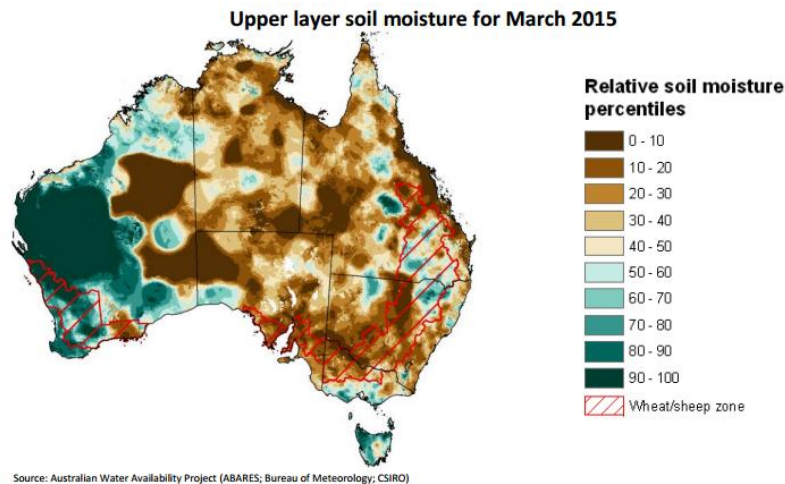 Upper layer soil moisture for March 2015
Relative soil moisture
percentiles
0 - 10
10 - 20
20 - 30
30 - 40
40 - 50
50 - 60
60 - 70
70 - 80
80 - 90
90 - 100
Wheat/sheep zone
Source: Australian Water Availability Project (ABARES; Bureau of Meteorology; CSIRO)